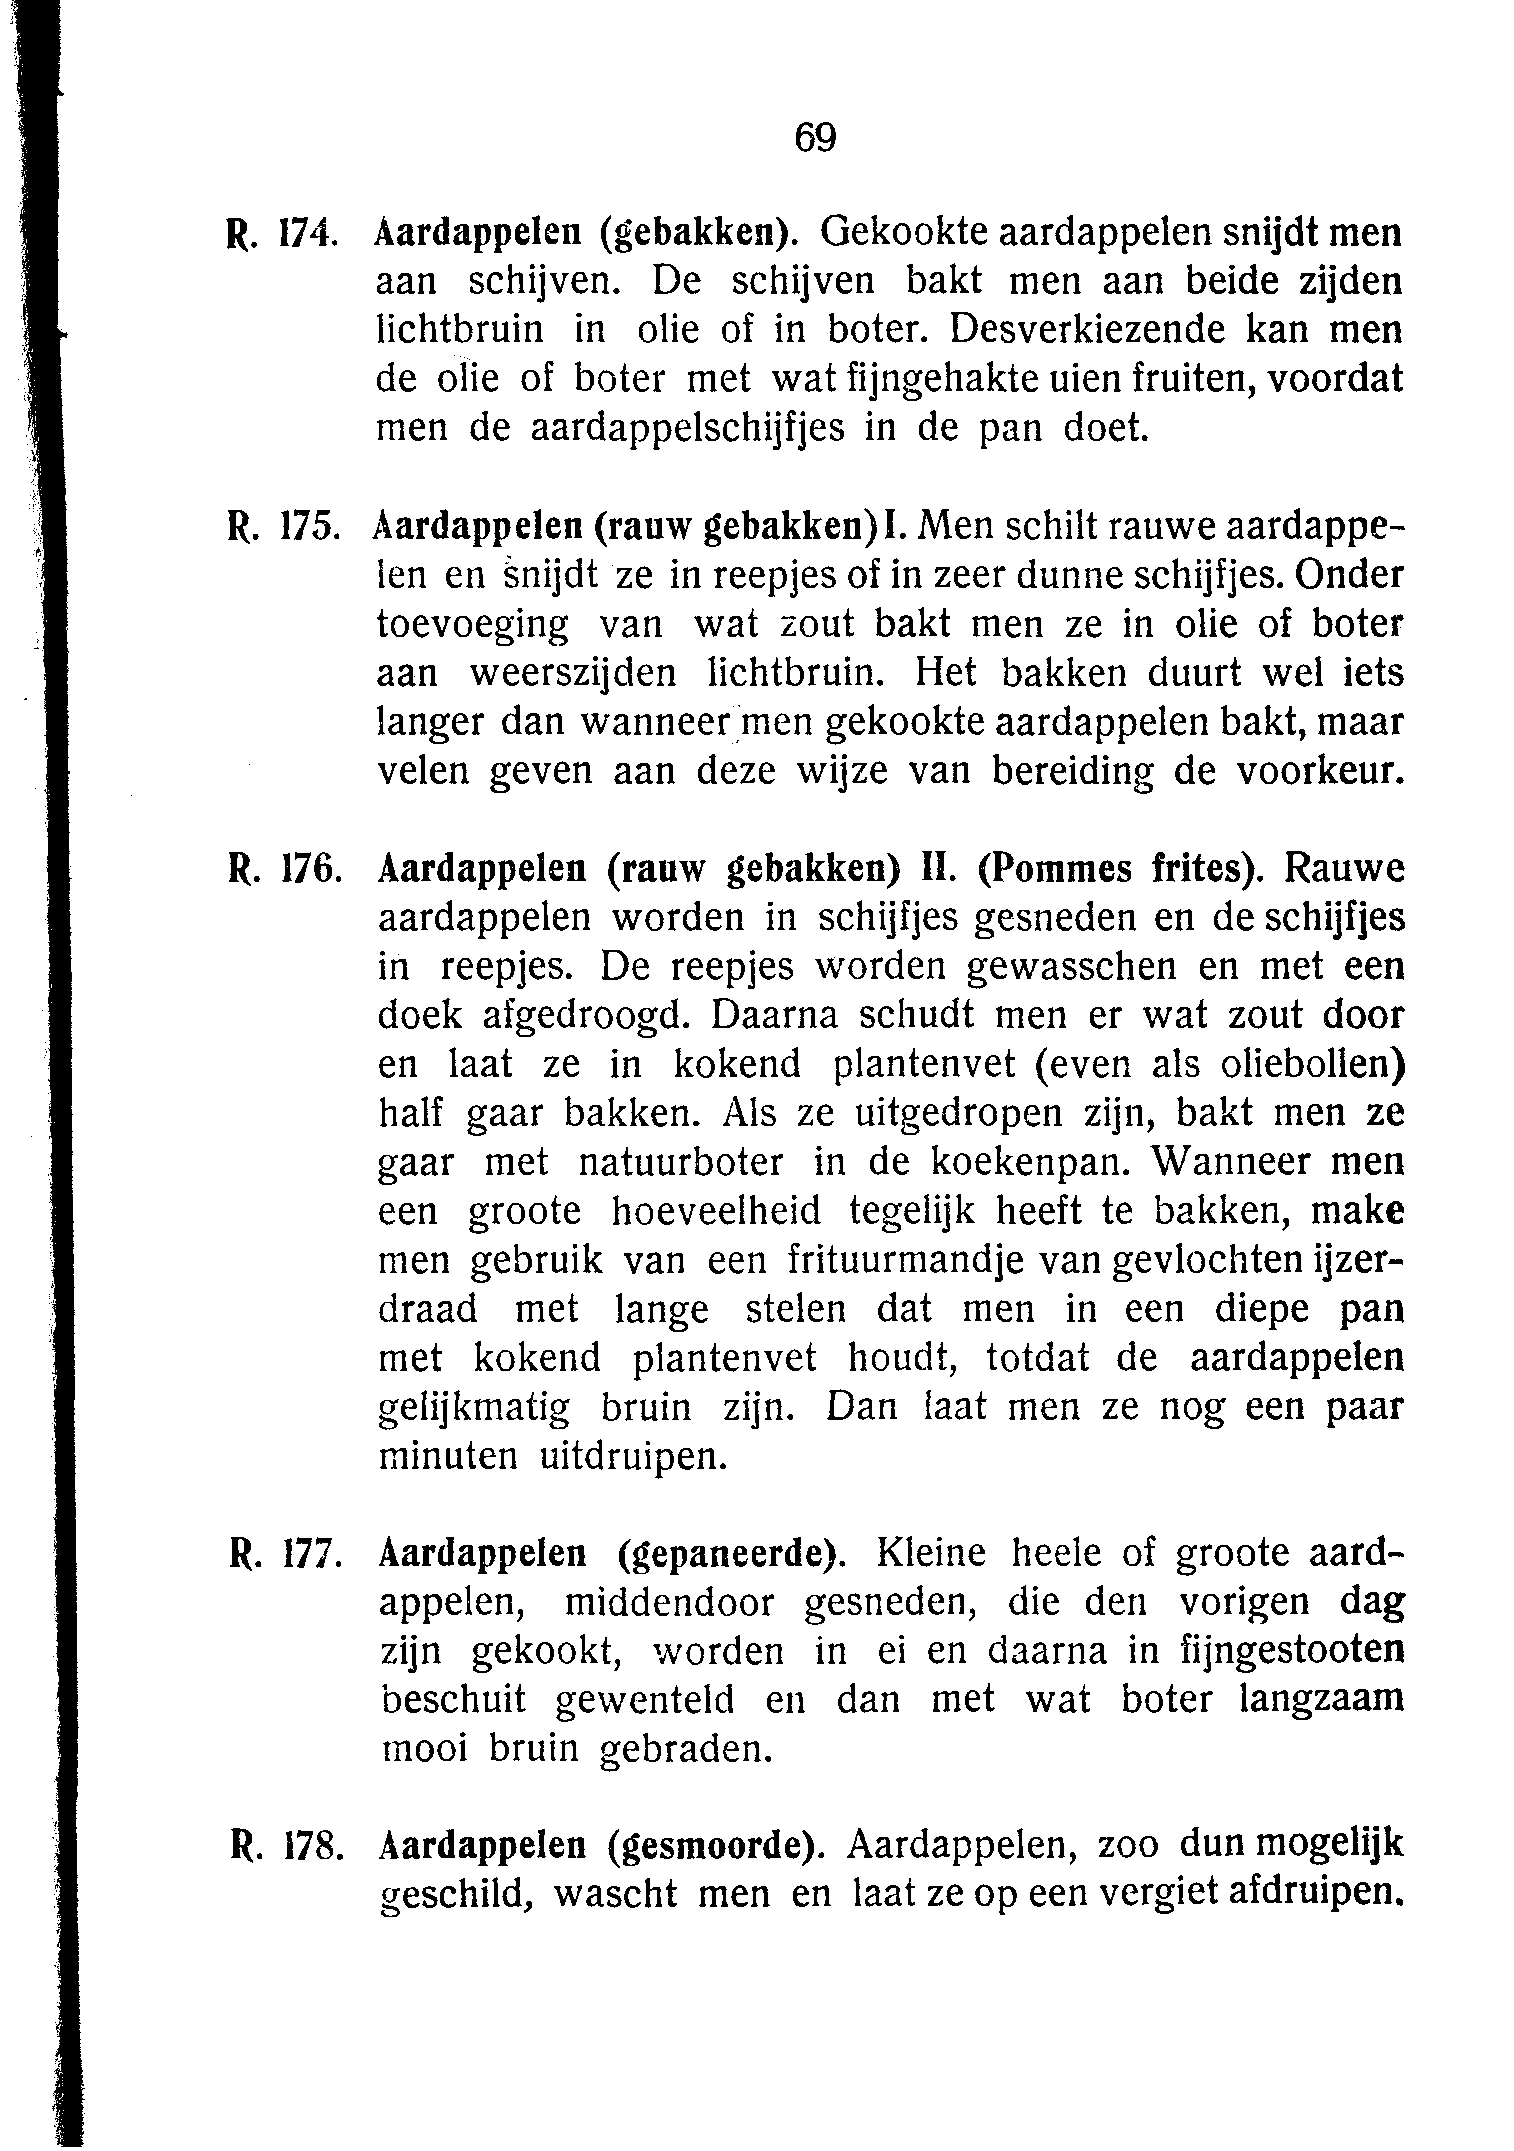 69
R. 174. Aardappelen (gebakken). Gekookte aardappelen snijdt men
aan schijven. De schijven bakt men aan beide zijden
lichtbruin in olie of in boter. Desverkiezende kan men
de olie of boter met wat fijngehakte uien fruiten, voordat
men de aardappelschijfjes in de pan doet.
R. 175. Aardappelen (rauw gebakken) I. Men schilt rauwe aardappe-
len en snijdt ze in reepjes of in zeer dunne schijfjes. Onder
toevoeging van wat zout bakt men ze in olie of boter
aan weerszijden lichtbruin. Het bakken duurt wel iets
langer dan wanneer men gekookte aardappelen bakt, maar
velen geven aan deze wijze van bereiding de voorkeur.
R. 176. Aardappelen (rauw gebakken) II. (Pommes frites). Rauwe
aardappelen worden in schijfjes gesneden en de schijfjes
in reepjes. De reepjes worden gewasschen en met een
doek afgedroogd. Daarna schudt men er wat zout door
en laat ze in kokend plantenvet (even als oliebollen)
half gaar bakken. Als ze uitgedropen zijn, bakt men ze
gaar met natuurboter in de koekenpan. Wanneer men
een groote hoeveelheid tegelijk heeft te bakken, make
men gebruik van een frituurmandje van gevlochten ijzer-
draad met lange stelen dat men in een diepe pan
met kokend plantenvet houdt, totdat de aardappelen
gelijkmatig bruin zijn. Dan laat men ze nog een paar
minuten uitdruipen.
R. 177. Aardappelen (gepaneerde). Kleine heele of groote aard-
appelen, middendoor gesneden, die den vorigen dag
zijn gekookt, worden in ei en daarna in fijngestooten
beschuit gewenteld en dan met wat boter langzaam
mooi bruin gebraden.
R. 178. Aardappelen (gesmoorde). Aardappelen, zoo dun mogelijk
geschild, wascht men en laat ze op een vergiet afdruipen.